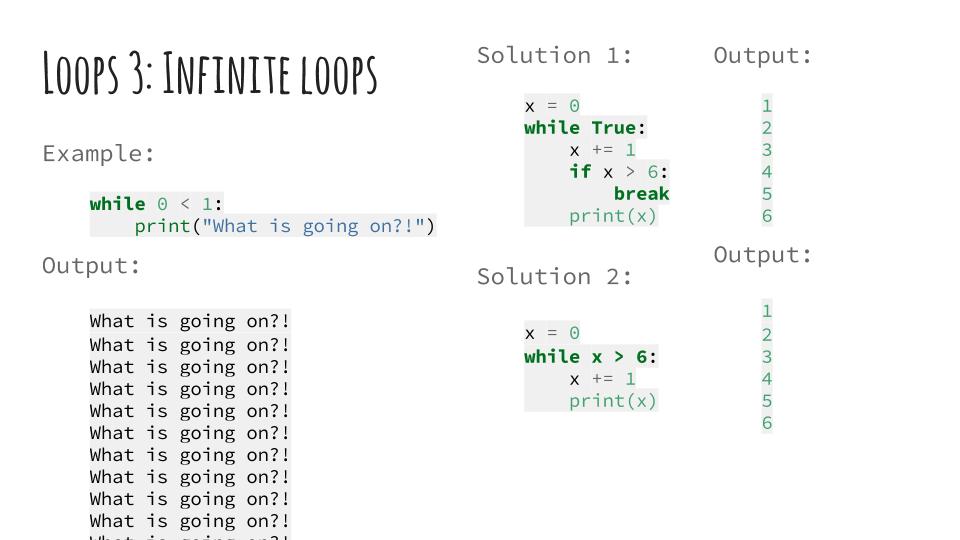 Loops 3: Infinite loops
Example:
while 0 < 1:
    print("What is going on?!")
Output:
What is going on?!
What is going on?!
What is going on?!
What is going on?!
What is going on?!
What is going on?!
What is going on?!
What is going on?!
What is going on?!
What is going on?!
What is going on?!
Solution 1:
x = 0
while True:
    x += 1
    if x > 6:
        break
    print(x)
Output:
1
2
3
4
5
6
Solution 2:
x = 0
while x > 6:
    x += 1
    print(x)
Output:
1
2
3
4
5
6